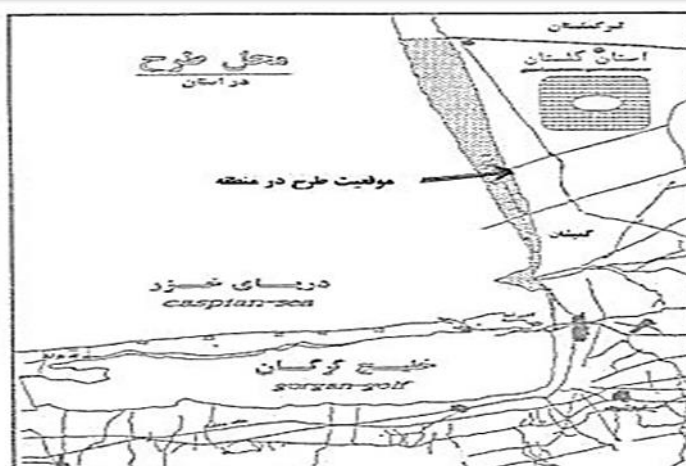 ترکمنستان
محل طرح
در استان
استان گلستان
موقعیت طرح در منطقه
گمیشان
دریای خزر
caspian-sea
خلیج گرگان
gorgan-golf